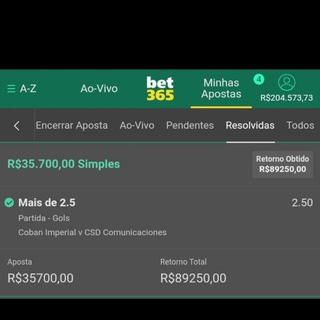 A-Z
Ao-Vivo
bet
365
Minhas
Apostas
4
R$204.573,73
Encerrar Aposta
Ao-Vivo
Pendentes
Resolvidas
Todos
R$35.700,00 Simples
Retorno Obtido
R$89250,00
Mais de 2.5
2.50
Partida - Gols
Coban Imperial v CSD Comunicaciones
Aposta
Retorno Total
R$35700,00
R$89250,00